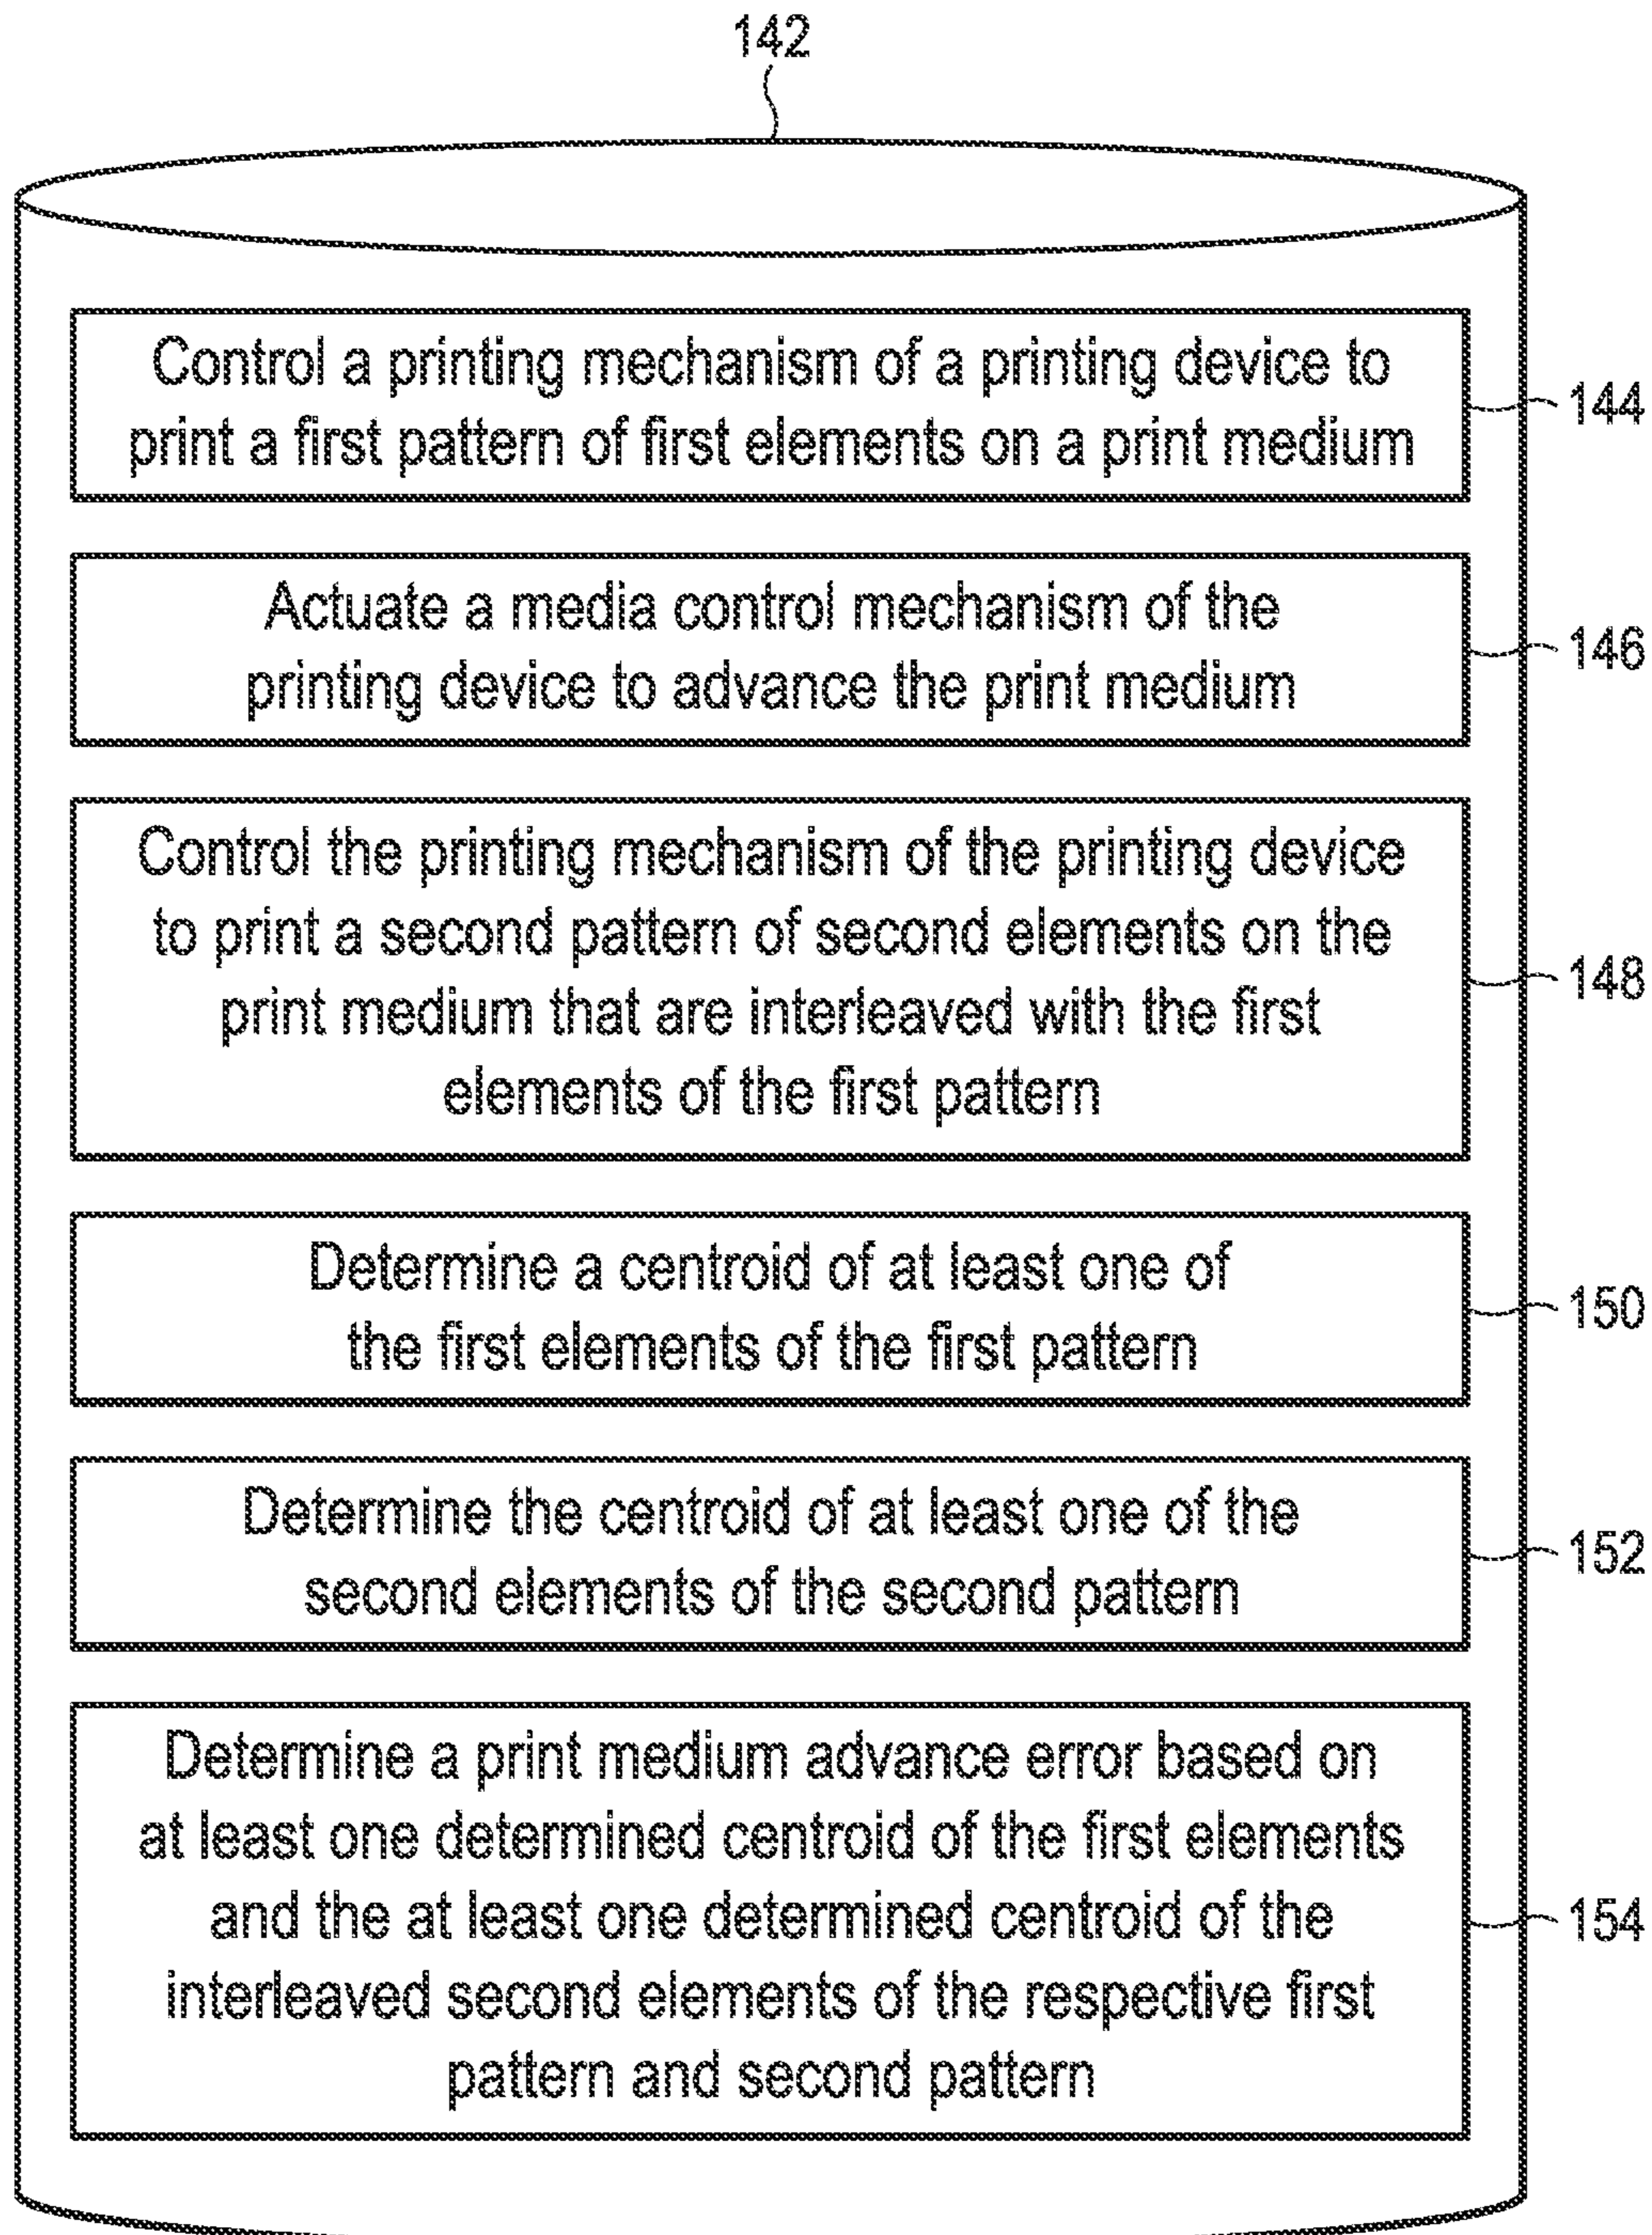 142
Control a printing mechanism of a printing device to
print a first pattern of first elements on a print medium
144
Actuate a media control mechanism of the
printing device to advance the print medium
146
Control the printing mechanism of the printing device
to print a second pattern of second elements on the
print medium that are interleaved with the first
elements of the first pattern
148
Determine a centroid of at least one of
the first elements of the first pattern
150
Determine the centroid of at least one of the
second elements of the second pattern
152
Determine a print medium advance error based on
at least one determined centroid of the first elements
and the at least one determined centroid of the
interleaved second elements of the respective first
pattern and second pattern
154